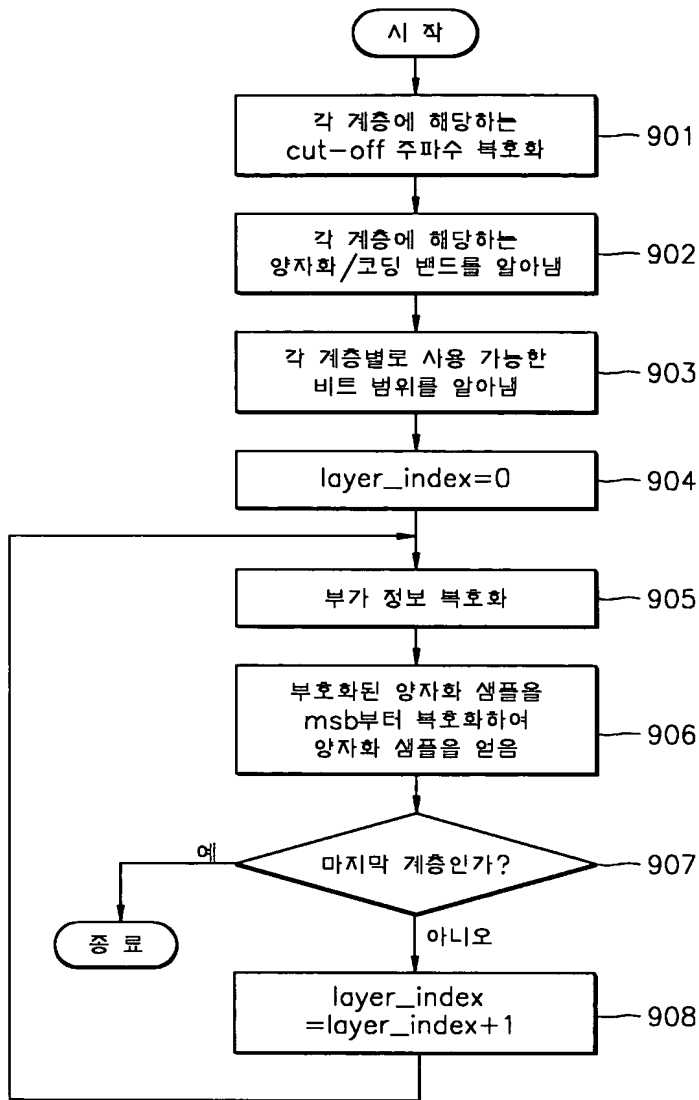 시 작
각 계층에 해당하는
cut-off 주파수 복호화
901
각 계층에 해당하는
양자화/코딩 밴드를 알아냄
902
각 계층별로 사용 가능한
비트 범위를 알아냄
903
layer_index=0
904
부가 정보 복호화
905
부호화된 양자화 샘플을
msb부터 복호화하여
양자화 샘플을 얻음
906
마지막 계층인가?
907
예
종 료
아니오
layer_index
=layer_index+1
908